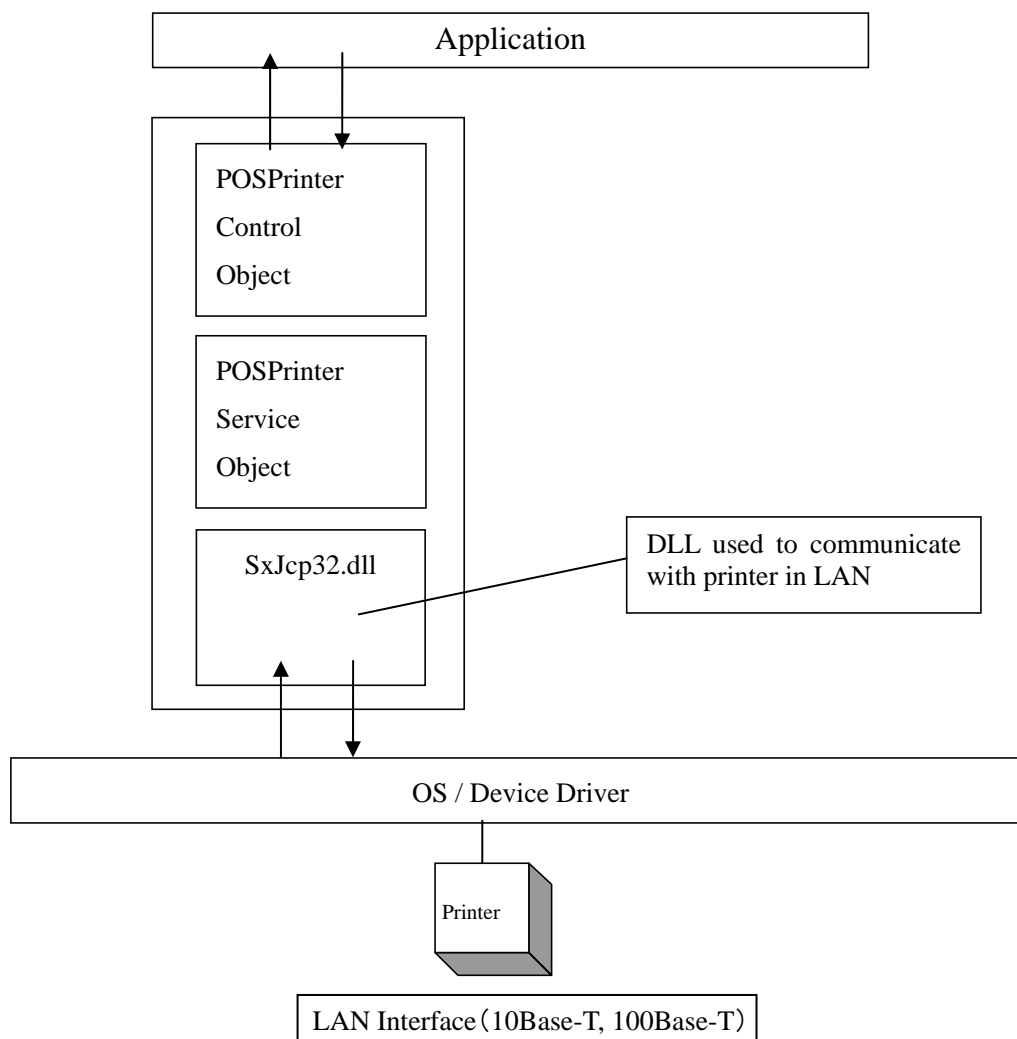 Application
POSPrinter
Control
Object
POSPrinter
Service
Object
SxJcp32.dll
DLL used to communicate
with printer in LAN
OS / Device Driver
Printer
LAN Interface（10Base-T, 100Base-T）